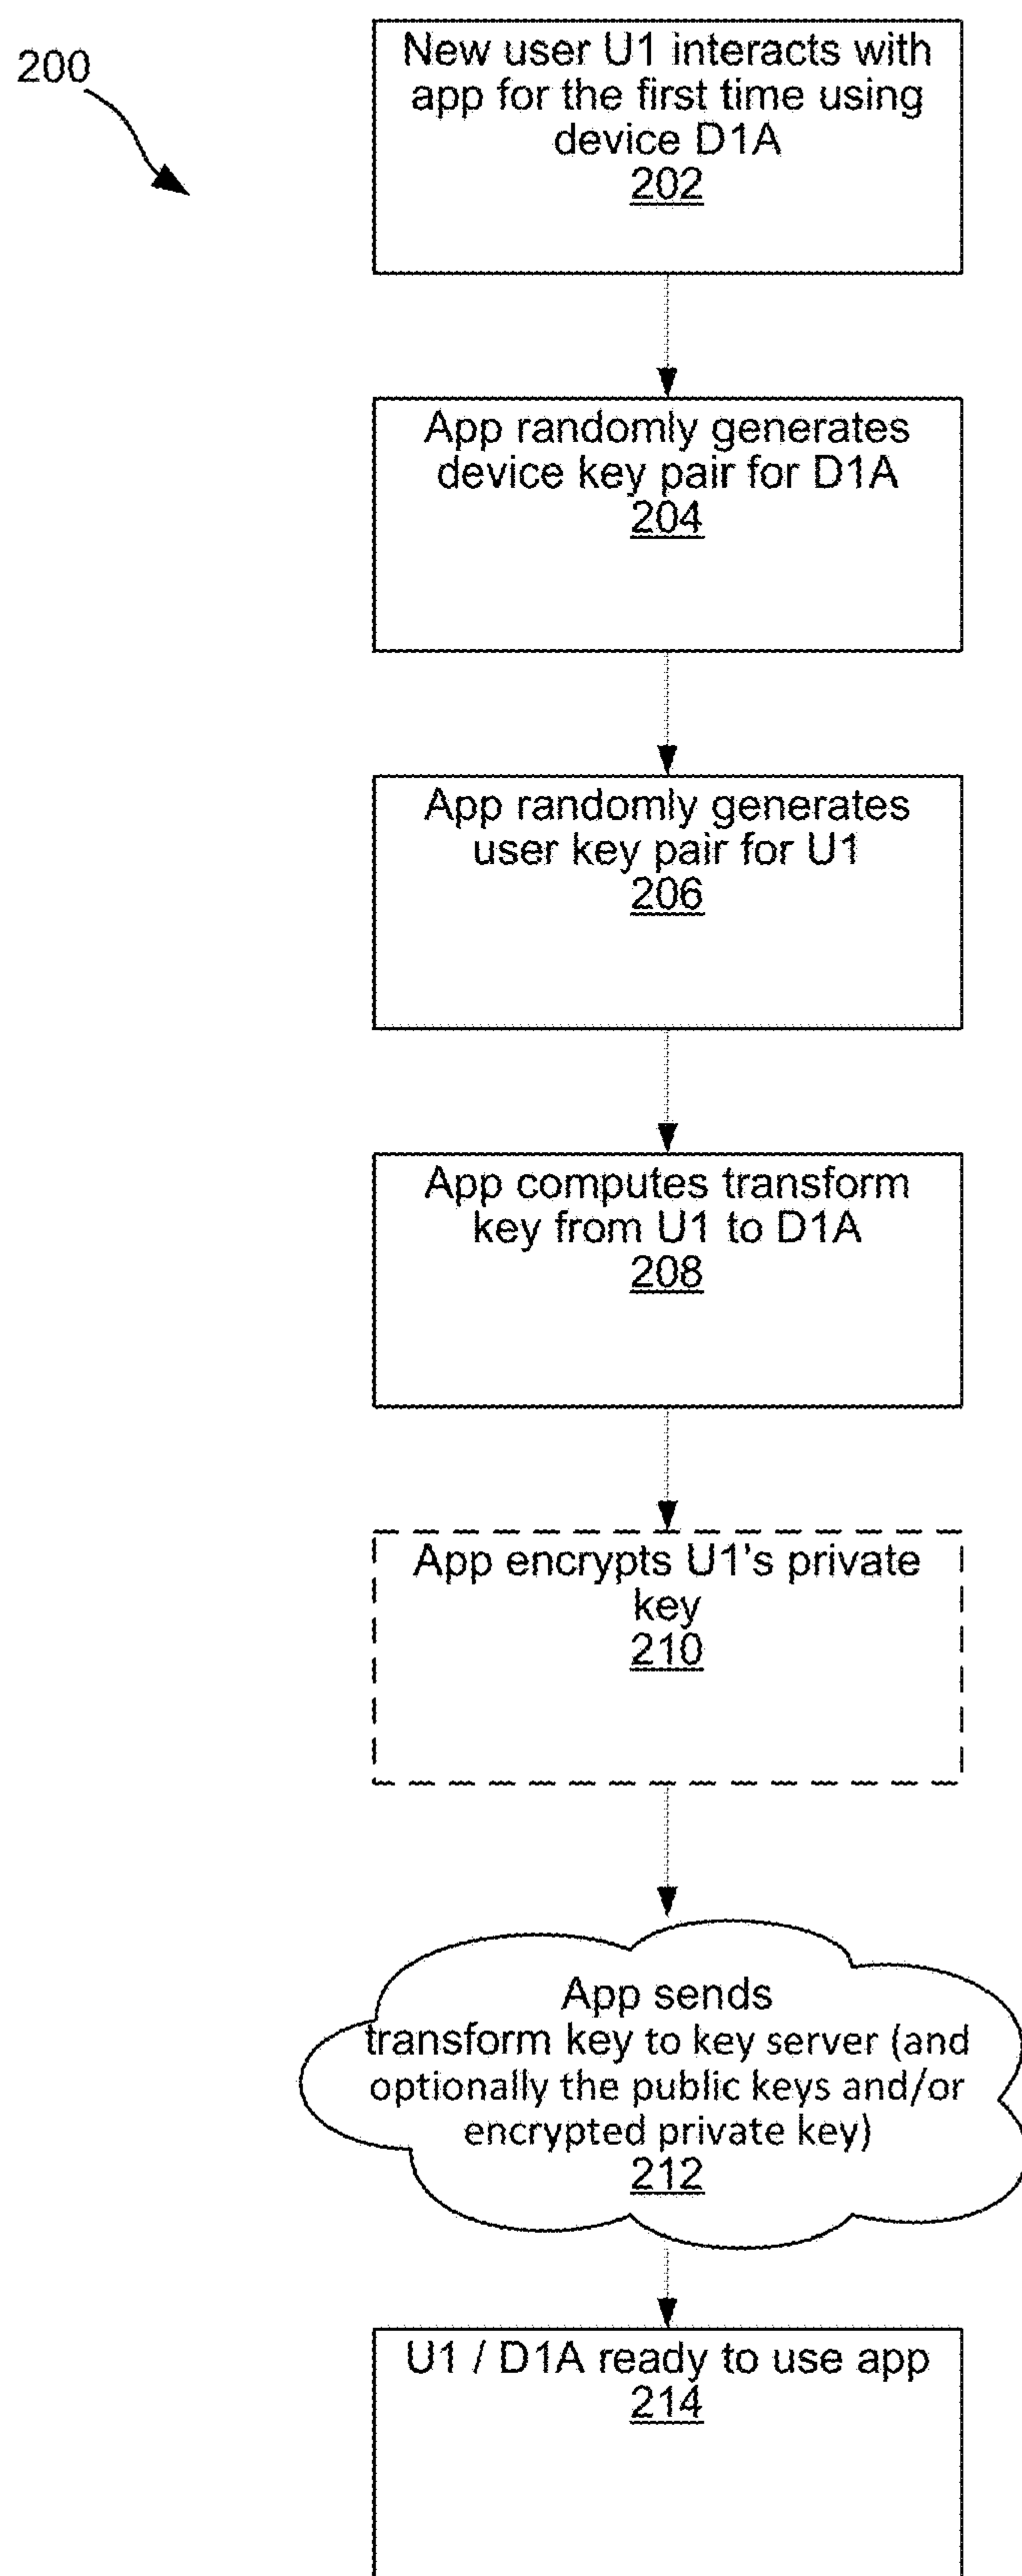 200
New user U1 interacts with
app for the first time using
device D1A
202
App randomly generates
device key pair for D1A
204
App randomly generates
user key pair for U1
206
App computes transform
key from U1 to D1A
208
App encrypts U1's private
key
210
App sends
transform key to key server (and
optionally the public keys and/or
encrypted private key)
212
U1 / D1A ready to use app
214